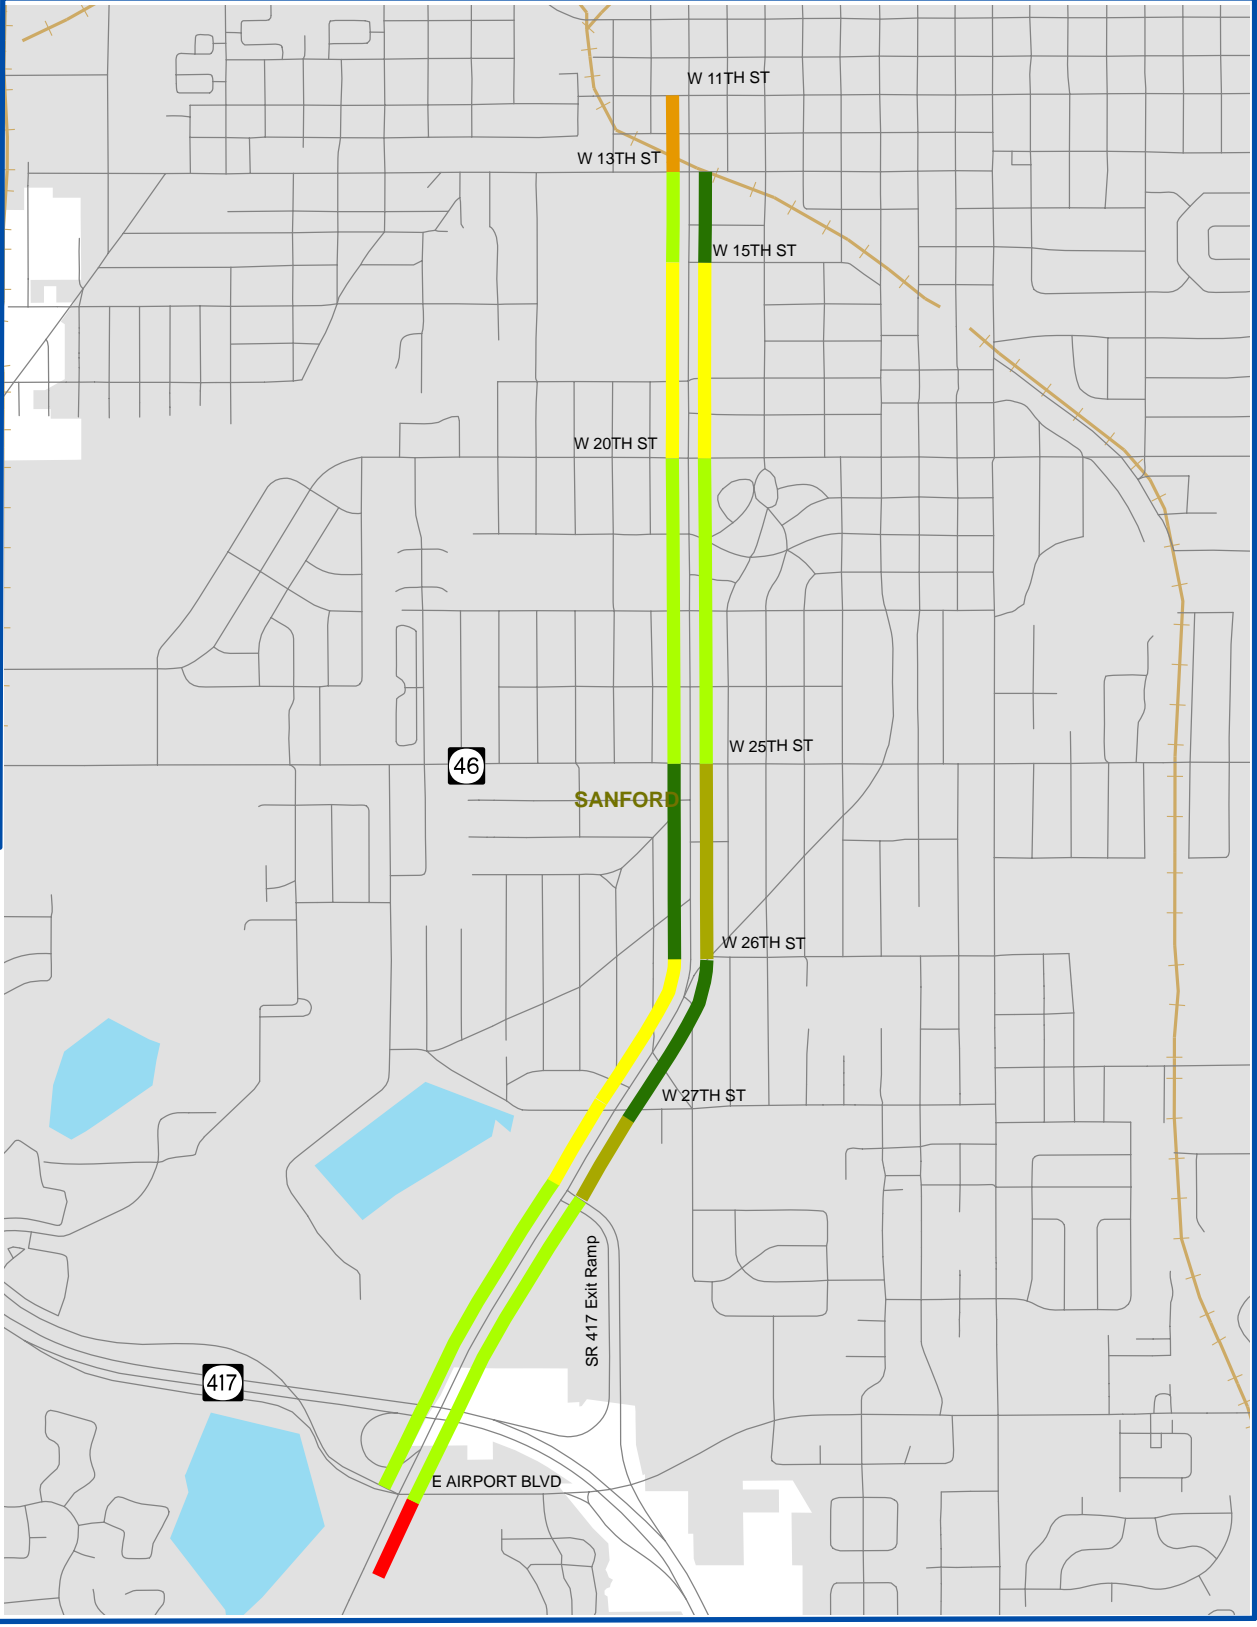 W 11TH ST
W 13TH ST
W 15TH ST
W 20TH ST
W 25TH ST
46
SANFORD
W 26TH ST
W 27TH ST
SR 417 Exit Ramp
417
E AIRPORT BLVD